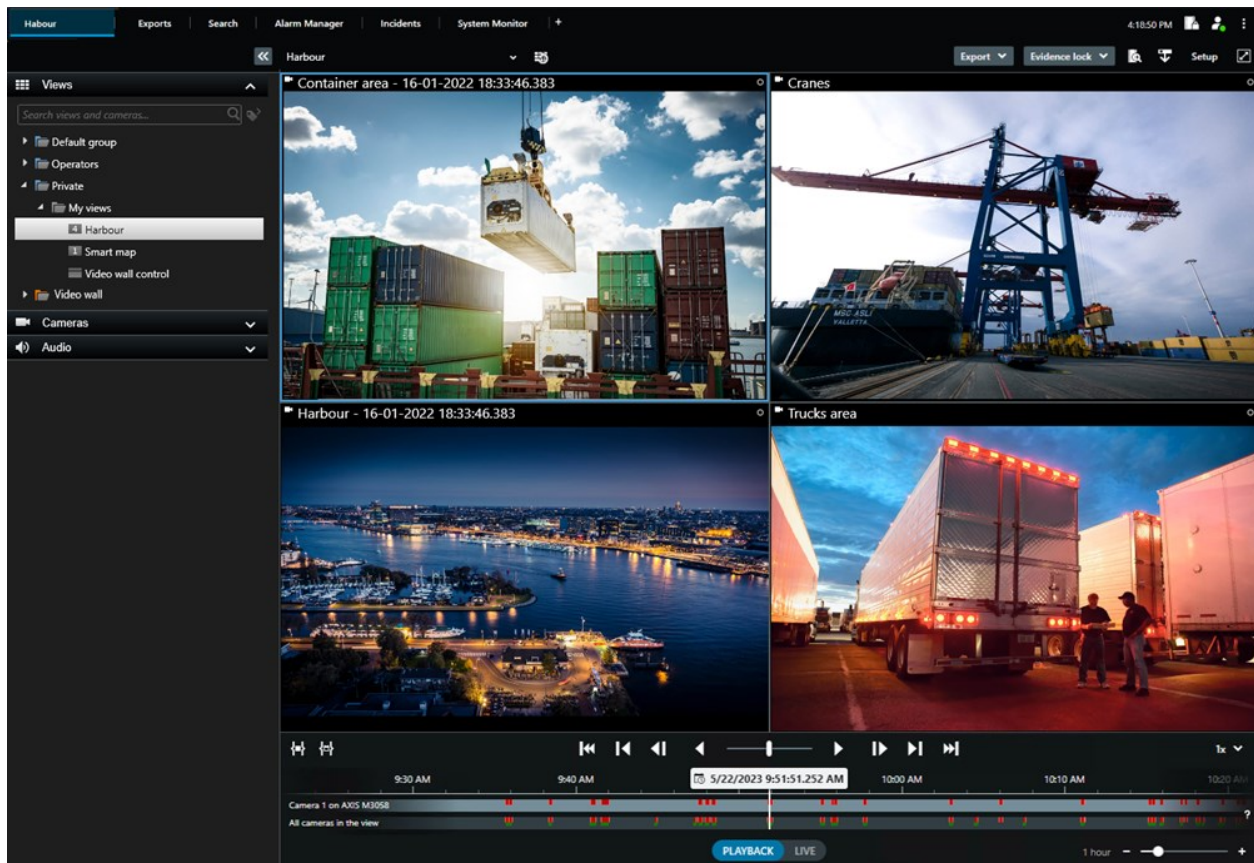 Habour Exports Search Alarm Manager Incidents System Monitor + 4:18:50 PM
Harbour Export Evidence lock Setup
Views
Search views and cameras...
Default group
Operators
Private
My views
4 Harbour
1 Smart map
Video wall control
Video wall
Cameras
Audio
Container area - 16-01-2022 18:33:46.383
Cranes
MSC ASLI
VALLETTA
Harbour - 16-01-2022 18:33:46.383
Trucks area
1x
9:30 AM 9:40 AM 5/22/2023 9:51:51.252 AM 10:00 AM 10:10 AM 10:20 AM
Camera 1 on AXIS M3058
All cameras in the view
?
PLAYBACK LIVE
1 hour - +